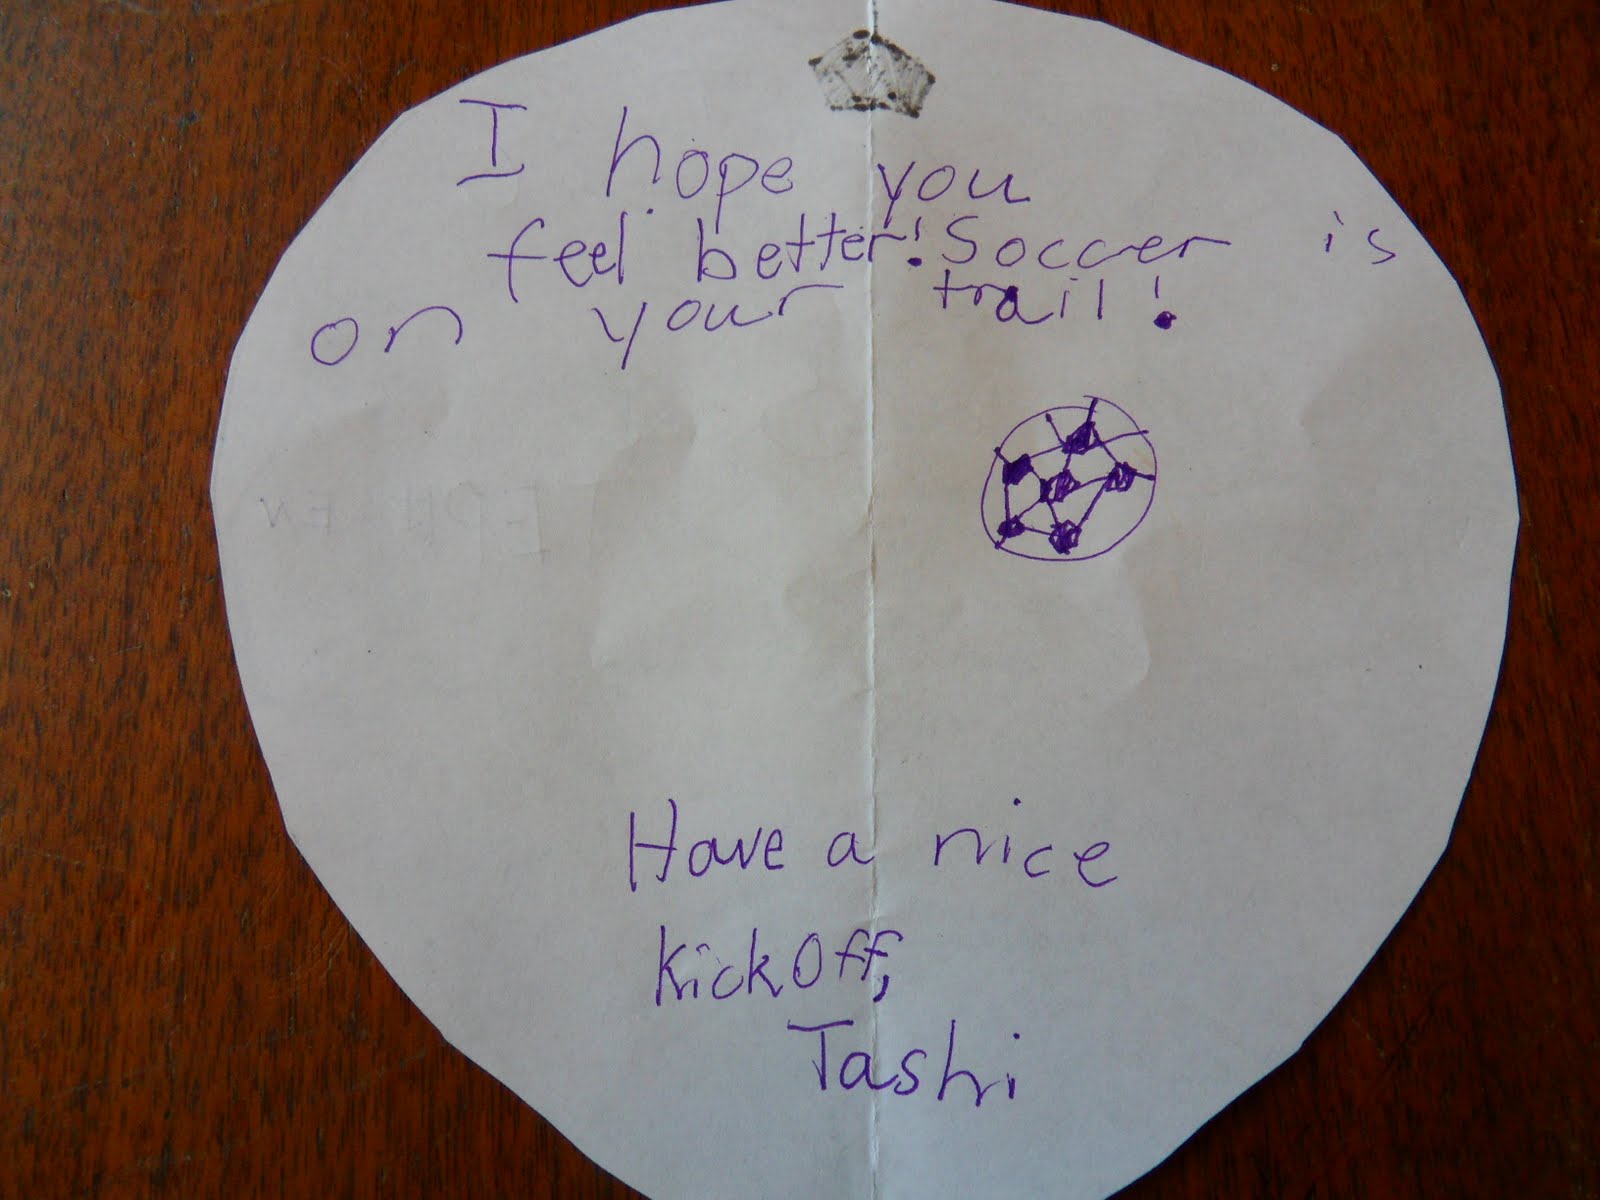 I hope you
feel better! Soccer is
on your trail!
Have a nice
KickOff,
Tashi